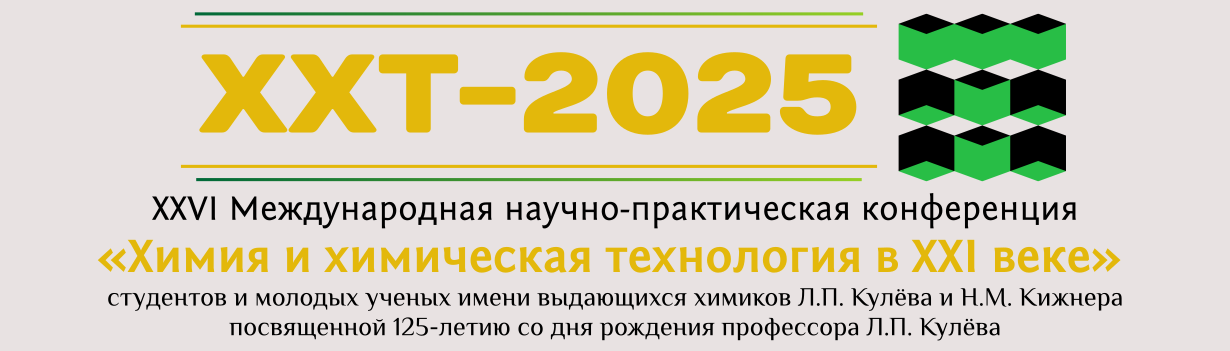 ХХТ-2025
XXVI Международная научно-практическая конференция
«Химия и химическая технология в XXI веке»
студентов и молодых ученых имени выдающихся химиков Л.П. Кулёва и Н.М. Кижнера
посвященной 125-летию со дня рождения профессора Л.П. Кулёва